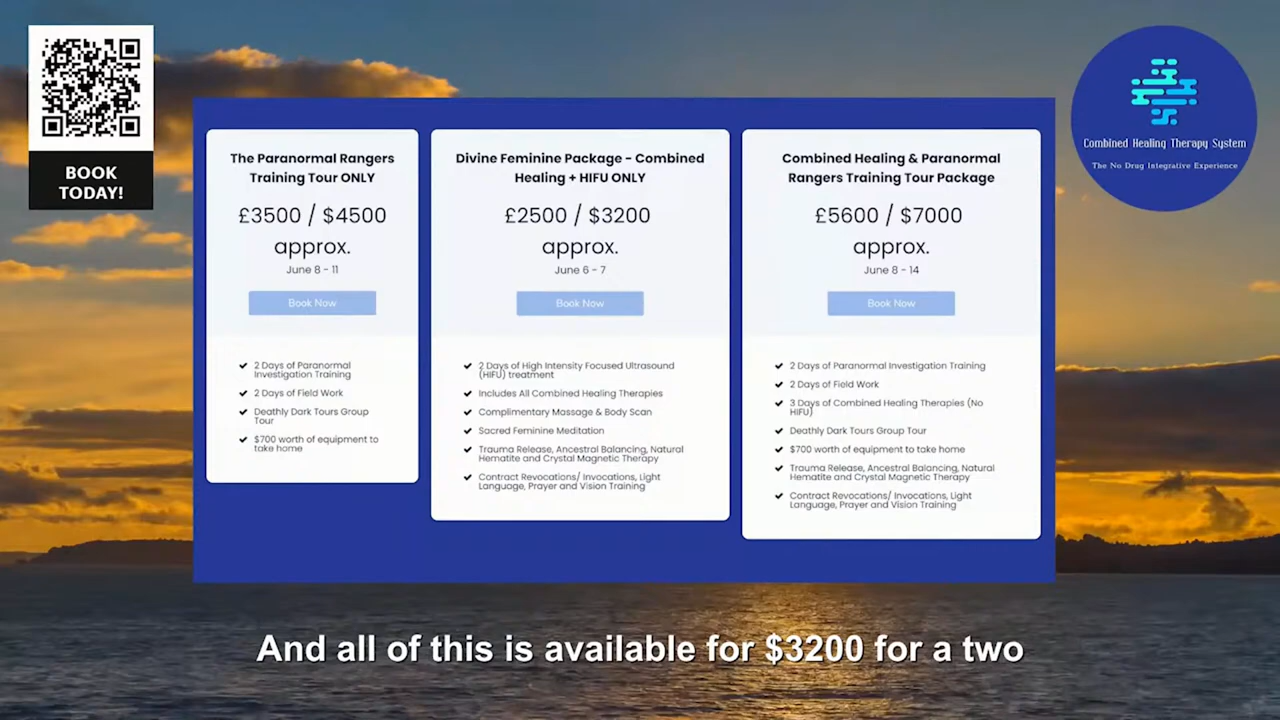 BOOK
TODAY!
The Paranormal Rangers
Training Tour ONLY
£3500 / $4500
approx.
June 8 - 11
Book Now
2 Days of Paranormal
Investigation Training
2 Days of Field Work
Deathly Dark Tours Group
Tour
$700 worth of equipment to
take home
Divine Feminine Package - Combined
Healing + HIFU ONLY
£2500 / $3200
approx.
June 6 - 7
Book Now
2 Days of High Intensity Focused Ultrasound
(HIFU) treatment
Includes All Combined Healing Therapies
Complimentary Massage & Body Scan
Sacred Feminine Meditation
Trauma Release, Ancestral Balancing, Natural
Hematite and Crystal Magnetic Therapy
Contract Revocations/ Invocations, Light
Language, Prayer and Vision Training
Combined Healing & Paranormal
Rangers Training Tour Package
£5600 / $7000
approx.
June 8 - 14
Book Now
2 Days of Paranormal Investigation Training
2 Days of Field Work
3 Days of Combined Healing Therapies (No
HIFU)
Deathly Dark Tours Group Tour
$700 worth of equipment to take home
Trauma Release, Ancestral Balancing, Natural
Hematite and Crystal Magnetic Therapy
Contract Revocations/ Invocations, Light
Language, Prayer and Vision Training
Combined Healing Therapy System
The No Drug Integrative Experience
And all of this is available for $3200 for a two